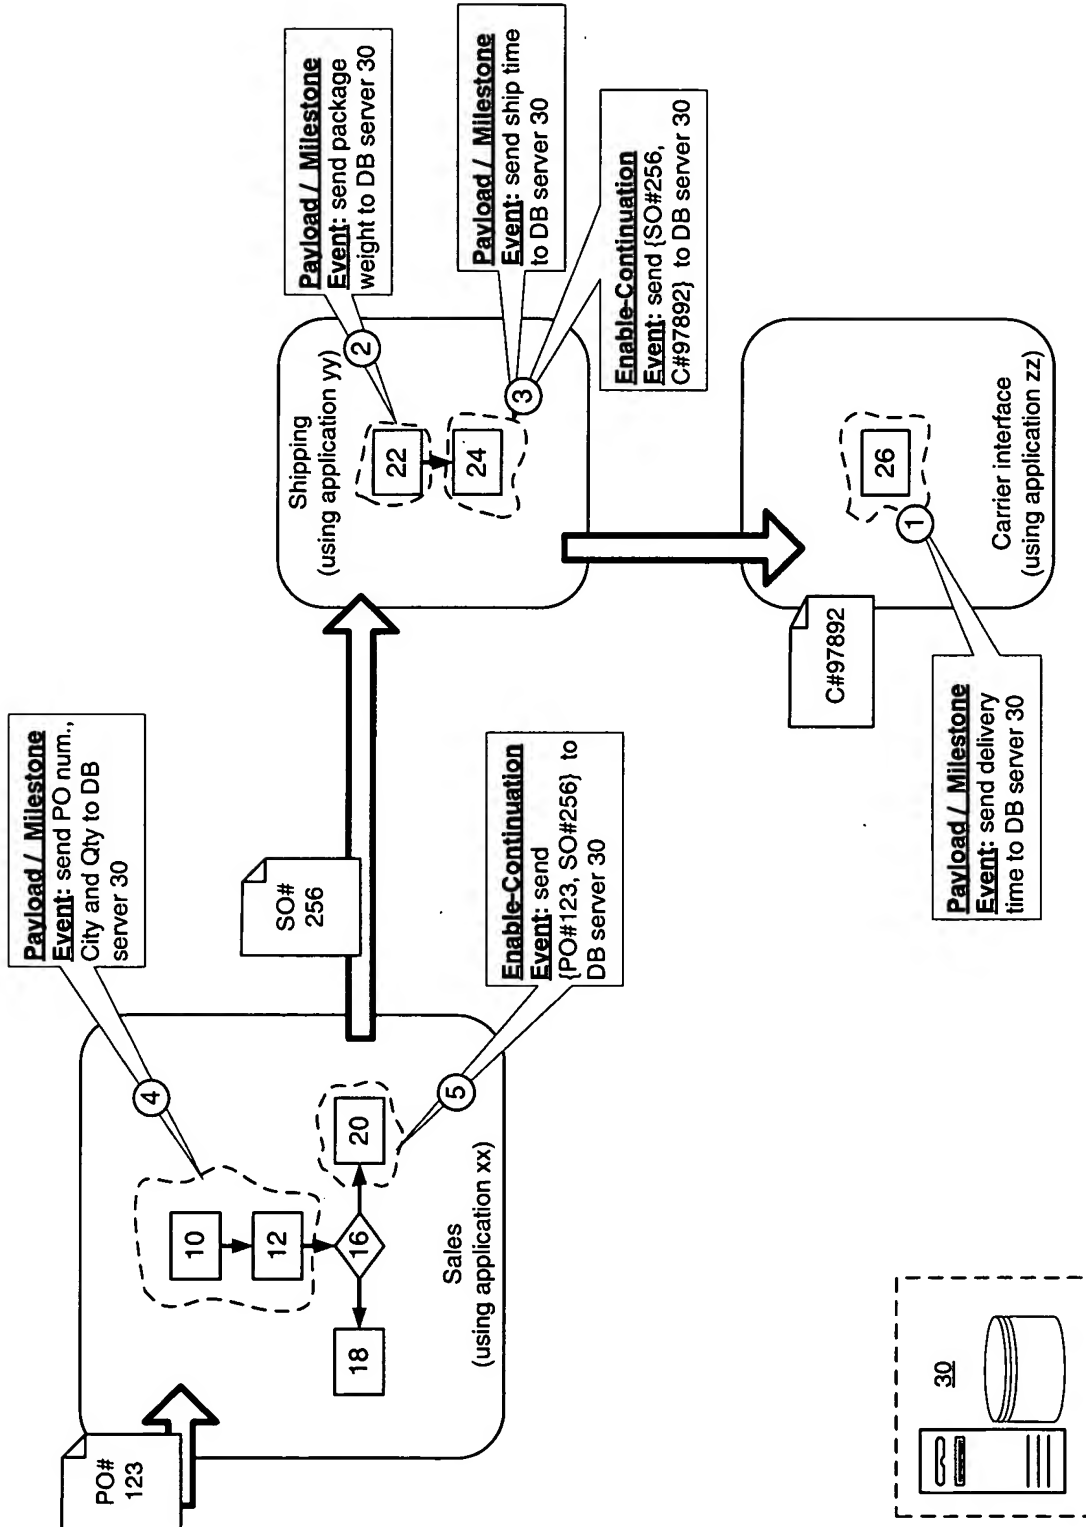 PO#
123
Payload / Milestone
Event: send PO num.,
City and Qty to DB
server 30
4
10
12
16
18
20
Sales
(using application xx)
5
Enable-Continuation
Event: send
{PO#123, SO#256} to
DB server 30
SO#
256
Shipping
(using application yy)
22
24
2
Payload / Milestone
Event: send package
weight to DB server 30
3
Payload / Milestone
Event: send ship time
to DB server 30
Enable-Continuation
Event: send {SO#256,
C#97892} to DB server 30
C#97892
26
Carrier interface
(using application zz)
1
Payload / Milestone
Event: send delivery
time to DB server 30
30